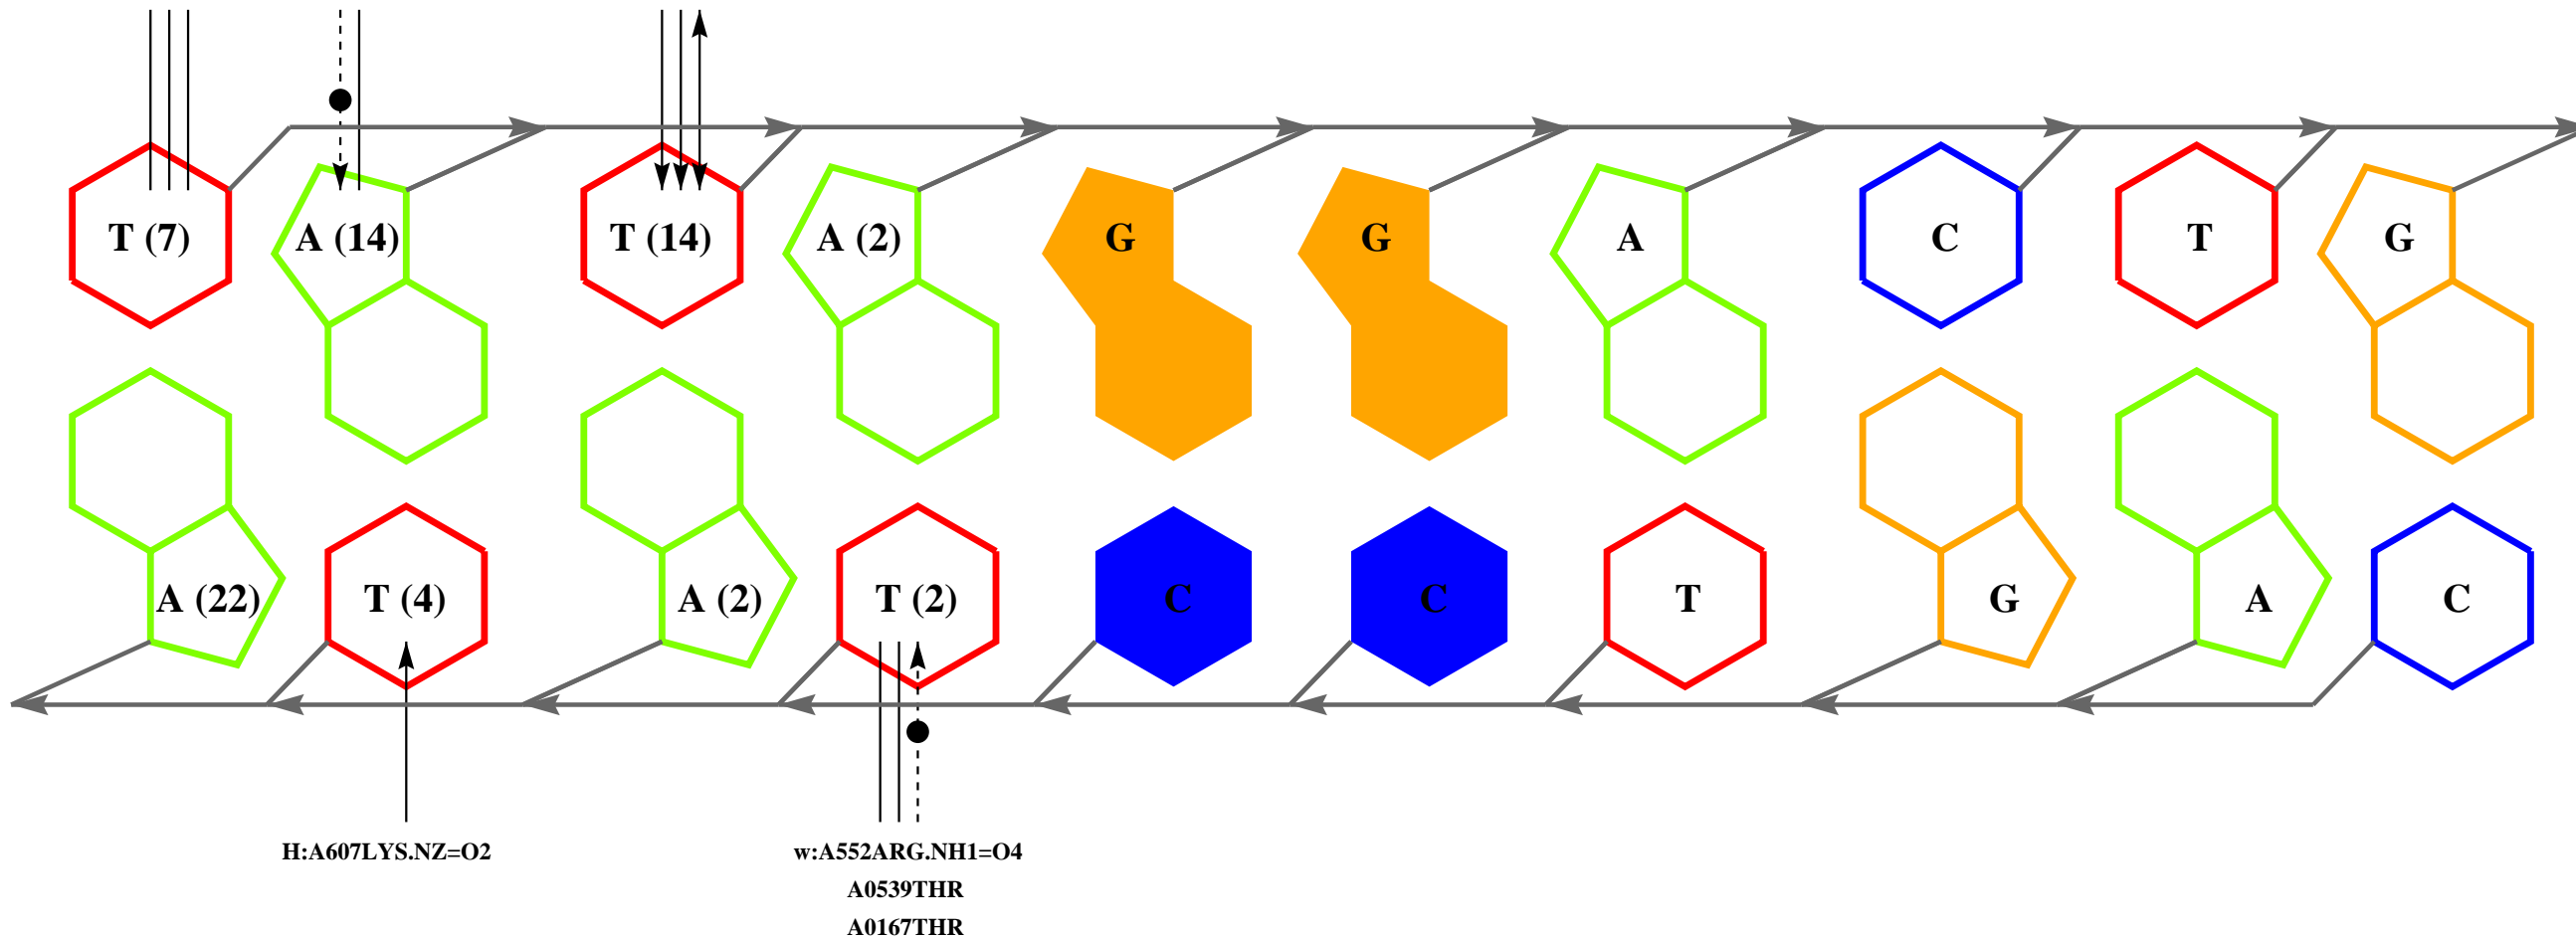 T (7) A (14) T (14) A (2) G G A C T G
A (22) T (4) A (2) T (2) C C T G A C
H:A607LYS.NZ=O2 w:A552ARG.NH1=O4
A0539THR
A0167THR